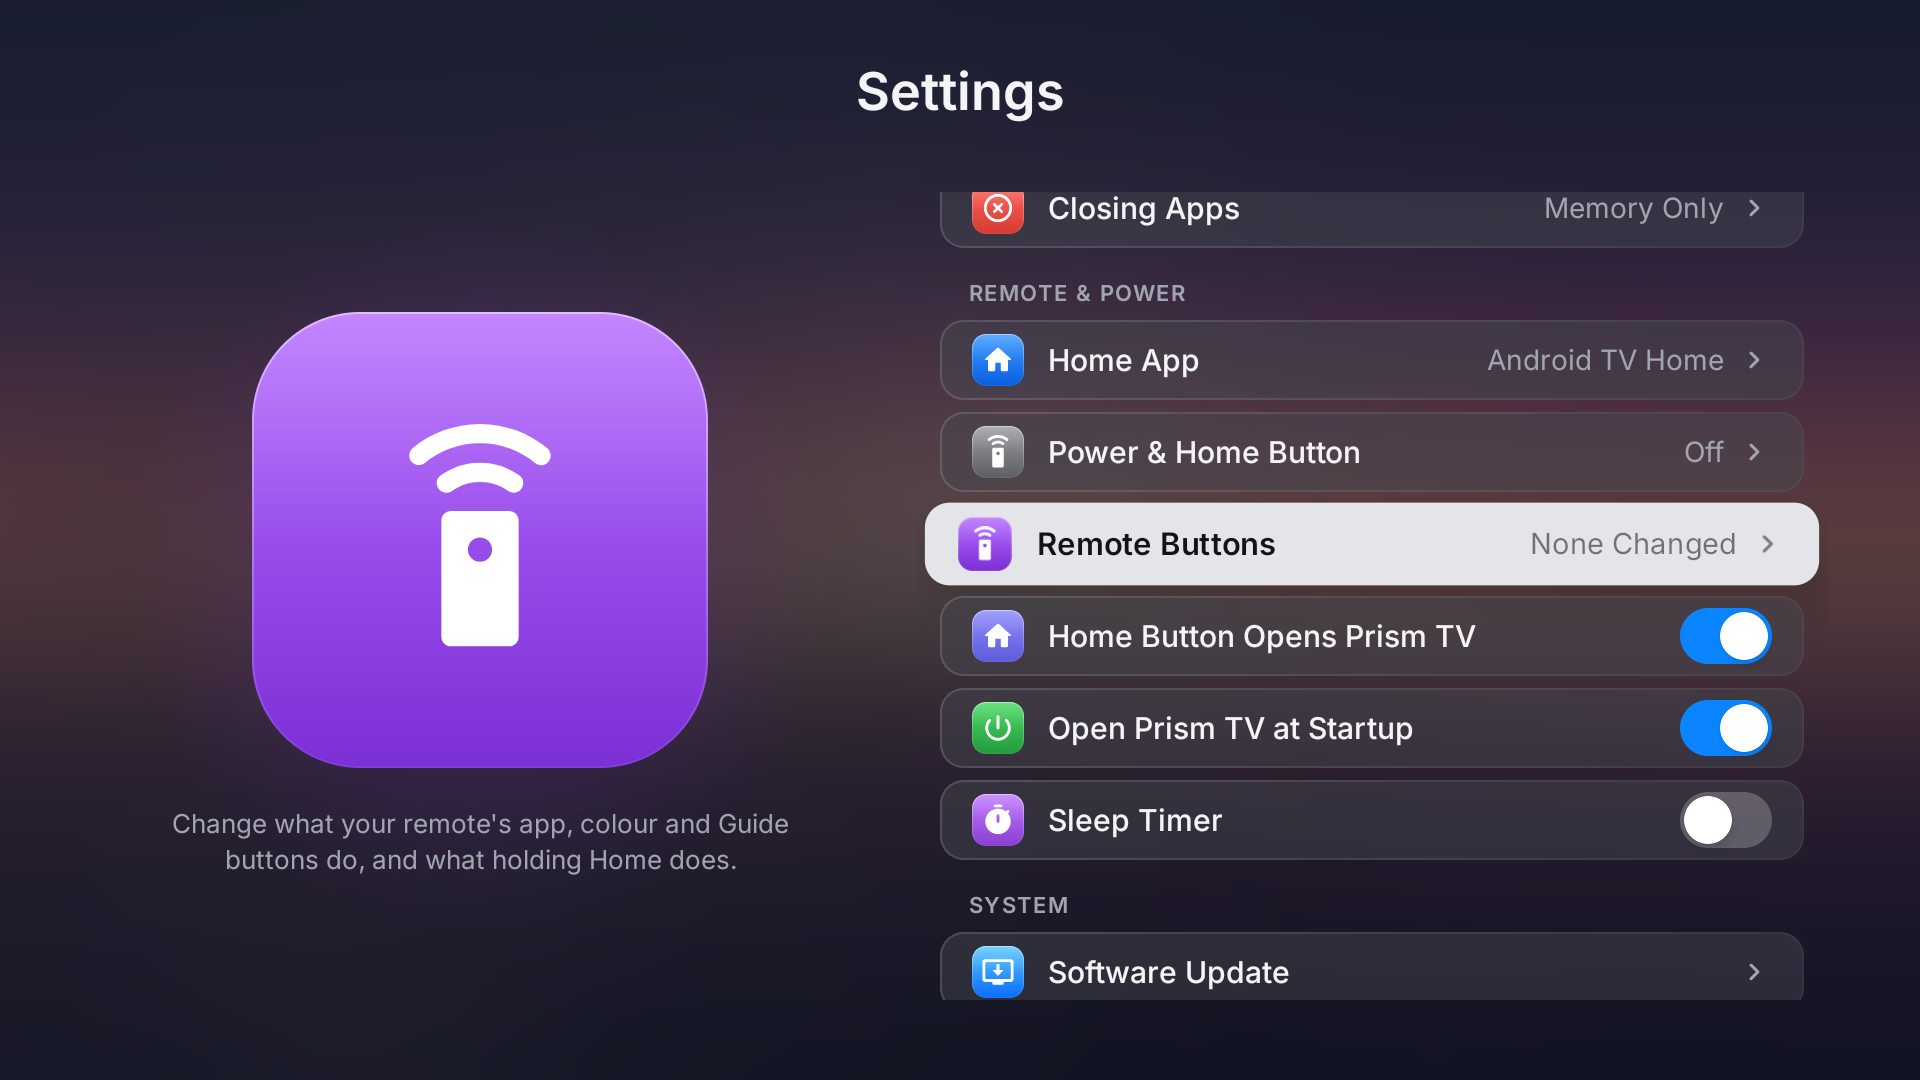 Settings
Closing Apps Memory Only
REMOTE & POWER
Home App Android TV Home
Power & Home Button Off
Remote Buttons None Changed
Home Button Opens Prism TV
Open Prism TV at Startup
Sleep Timer
SYSTEM
Software Update
Change what your remote's app, colour and Guide
buttons do, and what holding Home does.